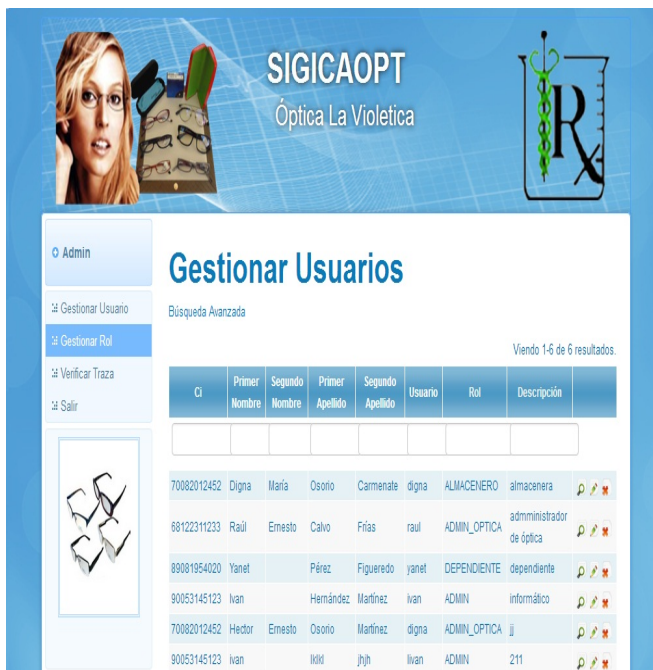 SIGICAOPT
Óptica La Violetica
Rx
Admin
Gestionar Usuario
Gestionar Rol
Verificar Traza
Salir
Gestionar Usuarios
Búsqueda Avanzada
Viendo 1-6 de 6 resultados.
Ci Primer Nombre Segundo Nombre Primer Apellido Segundo Apellido Usuario Rol Descripción
70082012452 Digna María Osorio Carmenate digna ALMACENERO almacenera
68122311233 Raúl Ernesto Calvo Frías raul ADMIN_OPTICA admministrador de óptica
89081954020 Yanet Pérez Figueredo yanet DEPENDIENTE dependiente
90053145123 Ivan Hernández Martínez ivan ADMIN informático
70082012452 Hector Ernesto Osorio Martínez digna ADMIN_OPTICA jj
90053145123 Ivan lklkl jhjh livan ADMIN 211